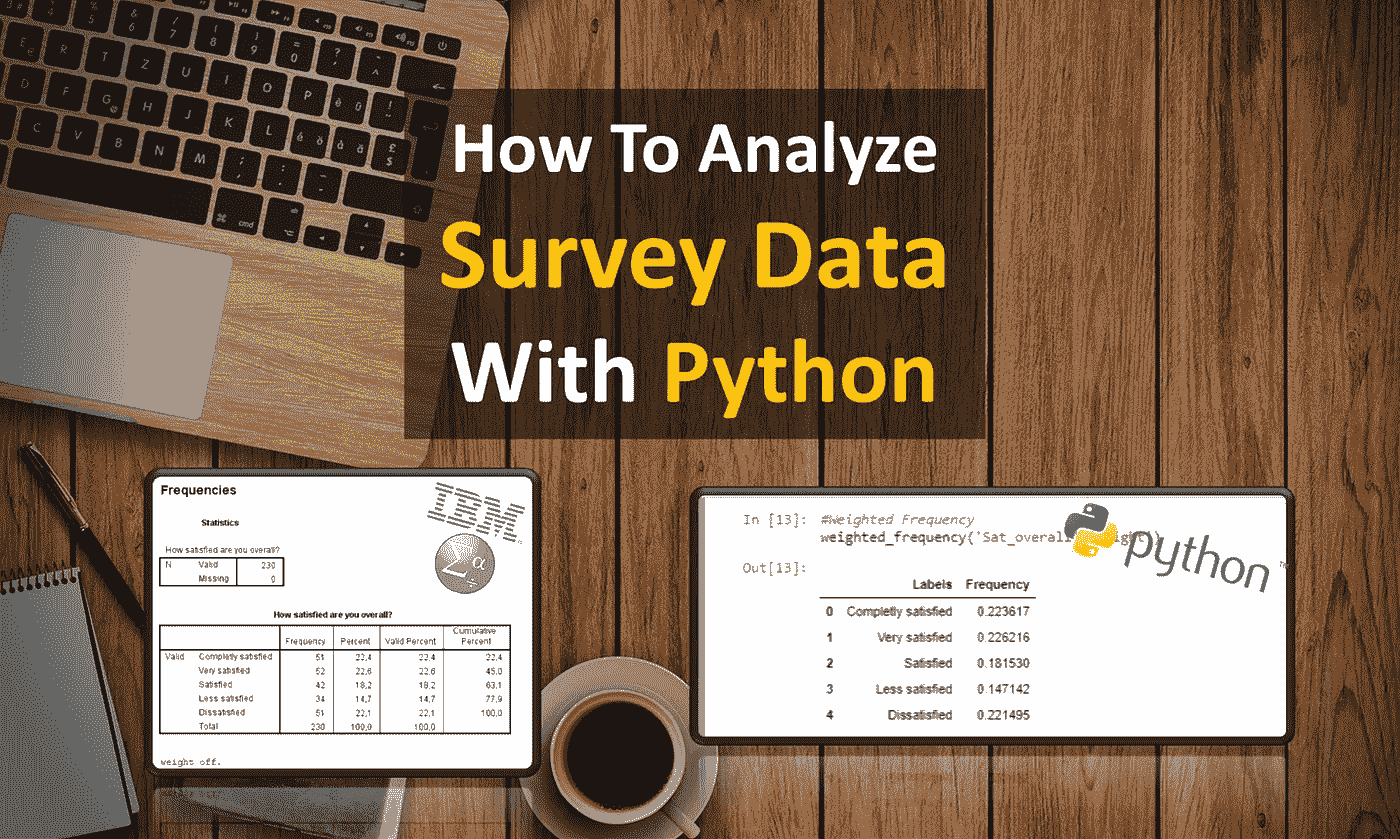 How To Analyze
Survey Data
With Python
Frequencies
IBM
Statistics
How satisfied are you overall?
N Valid 230
Missing 0
How satisfied are you overall?
Frequency Percent Valid Percent Cumulative Percent
Valid Completly satisfied 51 22,4 22,4 22,4
Very satisfied 52 22,6 22,6 45,0
Satisfied 42 18,2 18,2 63,1
Less satisfied 34 14,7 14,7 77,9
Dissatisfied 51 22,1 22,1 100,0
Total 230 100,0 100,0
weight off.
In [13]: #Weighted Frequency
weighted_frequency('Sat_overall
python
Out[13]:
Labels Frequency
0 Completly satisfied 0.223617
1 Very satisfied 0.226216
2 Satisfied 0.181530
3 Less satisfied 0.147142
4 Dissatisfied 0.221495